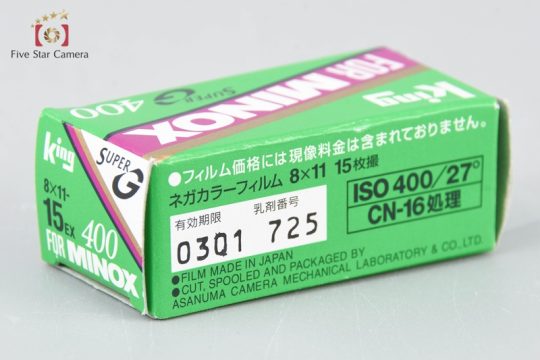 Five Star Camera
King
SUPER G
400
FOR MINOX
King
SUPER
G
8×11-
15EX
400
FOR MINOX
●フィルム価格には現像料金は含まれておりません。
ネガカラーフィルム 8×11 15枚撮
有効期限 乳剤番号
0301 725
ISO 400/27°
CN-16処理
●FILM MADE IN JAPAN
●CUT, SPOOLED AND PACKAGED BY
ASANUMA CAMERA MECHANICAL LABORATORY & CO., LTD.